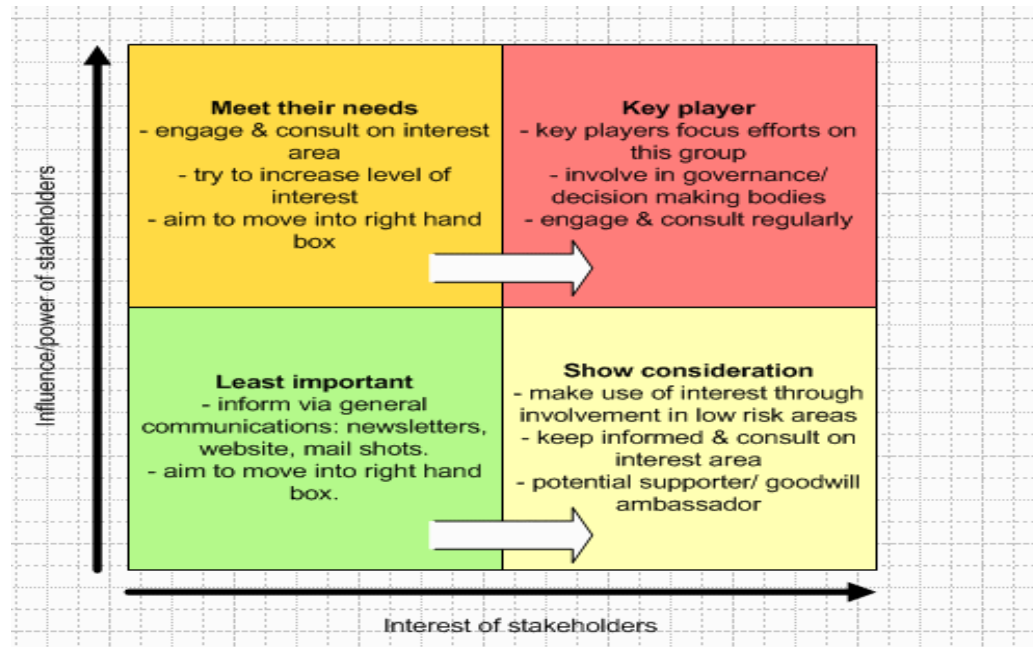 Influence/power of stakeholders
Meet their needs
- engage & consult on interest
area
- try to increase level of
interest
- aim to move into right hand
box
Key player
- key players focus efforts on
this group
- involve in governance/
decision making bodies
- engage & consult regularly
Least important
- inform via general
communications: newsletters,
website, mail shots.
- aim to move into right hand
box.
Show consideration
- make use of interest through
involvement in low risk areas
- keep informed & consult on
interest area
- potential supporter/ goodwill
ambassador
Interest of stakeholders